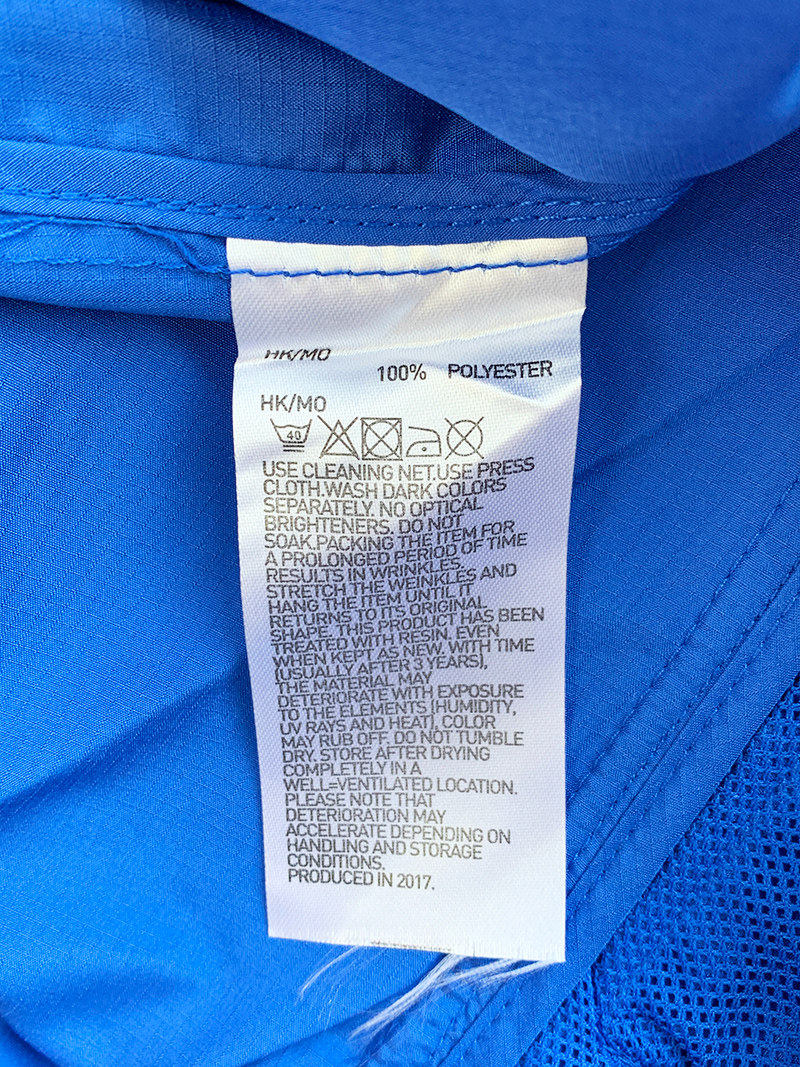 HK/MO
100% POLYESTER
HK/MO
40
USE CLEANING NET.USE PRESS
CLOTH.WASH DARK COLORS
SEPARATELY. NO OPTICAL
BRIGHTENERS. DO NOT
SOAK.PACKING THE ITEM FOR
A PROLONGED PERIOD OF TIME
RESULTS IN WRINKLES.
STRETCH THE WEINKLES AND
HANG THE ITEM UNTIL IT
RETURNS TO ITS ORIGINAL
SHAPE. THIS PRODUCT HAS BEEN
TREATED WITH RESIN. EVEN
WHEN KEPT AS NEW. WITH TIME
(USUALLY AFTER 3 YEARS),
THE MATERIAL MAY
DETERIORATE WITH EXPOSURE
TO THE ELEMENTS (HUMIDITY,
UV RAYS AND HEAT), COLOR
MAY RUB OFF. DO NOT TUMBLE
DRY. STORE AFTER DRYING
COMPLETELY IN A
WELL=VENTILATED LOCATION.
PLEASE NOTE THAT
DETERIORATION MAY
ACCELERATE DEPENDING ON
HANDLING AND STORAGE
CONDITIONS.
PRODUCED IN 2017.